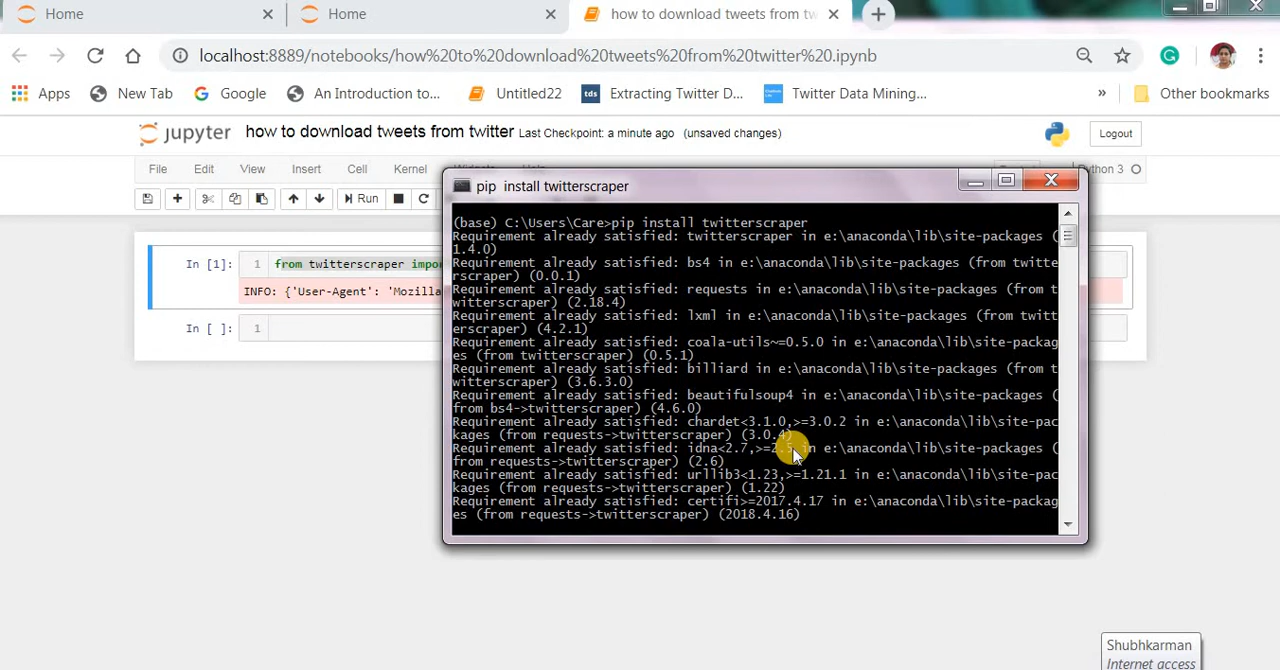 Home
Home
how to download tweets from tw
localhost:8889/notebooks/how%20to%20download%20tweets%20from%20twitter%20.ipynb
Apps
New Tab
Google
An Introduction to...
Untitled22
tds
Extracting Twitter D...
Twitter Data Mining...
»
Other bookmarks
jupyter
how to download tweets from twitter Last Checkpoint: a minute ago (unsaved changes)
Logout
File
Edit
View
Insert
Cell
Kernel
Help
Python 3
Run
In [1]:
1
from twitterscraper import
INFO: {'User-Agent': 'Mozilla
In [ ]:
1
pip install twitterscraper
(base) C:\Users\Care>pip install twitterscraper
Requirement already satisfied: twitterscraper in e:\anaconda\lib\site-packages (
1.4.0)
Requirement already satisfied: bs4 in e:\anaconda\lib\site-packages (from twitte
rscraper) (0.0.1)
Requirement already satisfied: requests in e:\anaconda\lib\site-packages (from t
witterscraper) (2.18.4)
Requirement already satisfied: lxml in e:\anaconda\lib\site-packages (from twitt
erscraper) (4.2.1)
Requirement already satisfied: coala-utils~=0.5.0 in e:\anaconda\lib\site-packag
es (from twitterscraper) (0.5.1)
Requirement already satisfied: billiard in e:\anaconda\lib\site-packages (from t
witterscraper) (3.6.3.0)
Requirement already satisfied: beautifulsoup4 in e:\anaconda\lib\site-packages (
from bs4->twitterscraper) (4.6.0)
Requirement already satisfied: chardet<3.1.0,>=3.0.2 in e:\anaconda\lib\site-pac
kages (from requests->twitterscraper) (3.0.4)
Requirement already satisfied: idna<2.7,>=2.5 in e:\anaconda\lib\site-packages (
from requests->twitterscraper) (2.6)
Requirement already satisfied: urllib3<1.23,>=1.21.1 in e:\anaconda\lib\site-pac
kages (from requests->twitterscraper) (1.22)
Requirement already satisfied: certifi>=2017.4.17 in e:\anaconda\lib\site-packag
es (from requests->twitterscraper) (2018.4.16)
Shubhkarman
Internet access